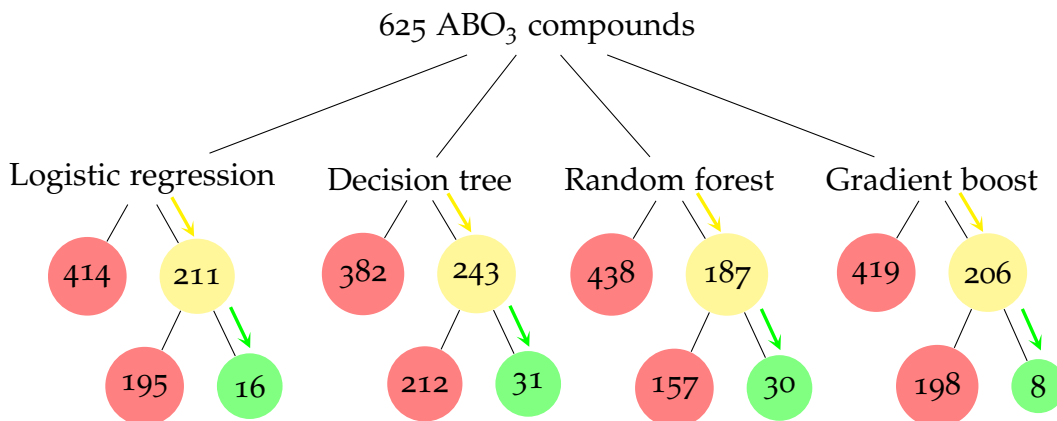 625 ABO₃ compounds
Logistic regression Decision tree Random forest Gradient boost
414 211 382 243 438 187 419 206
195 16 212 31 157 30 198 8